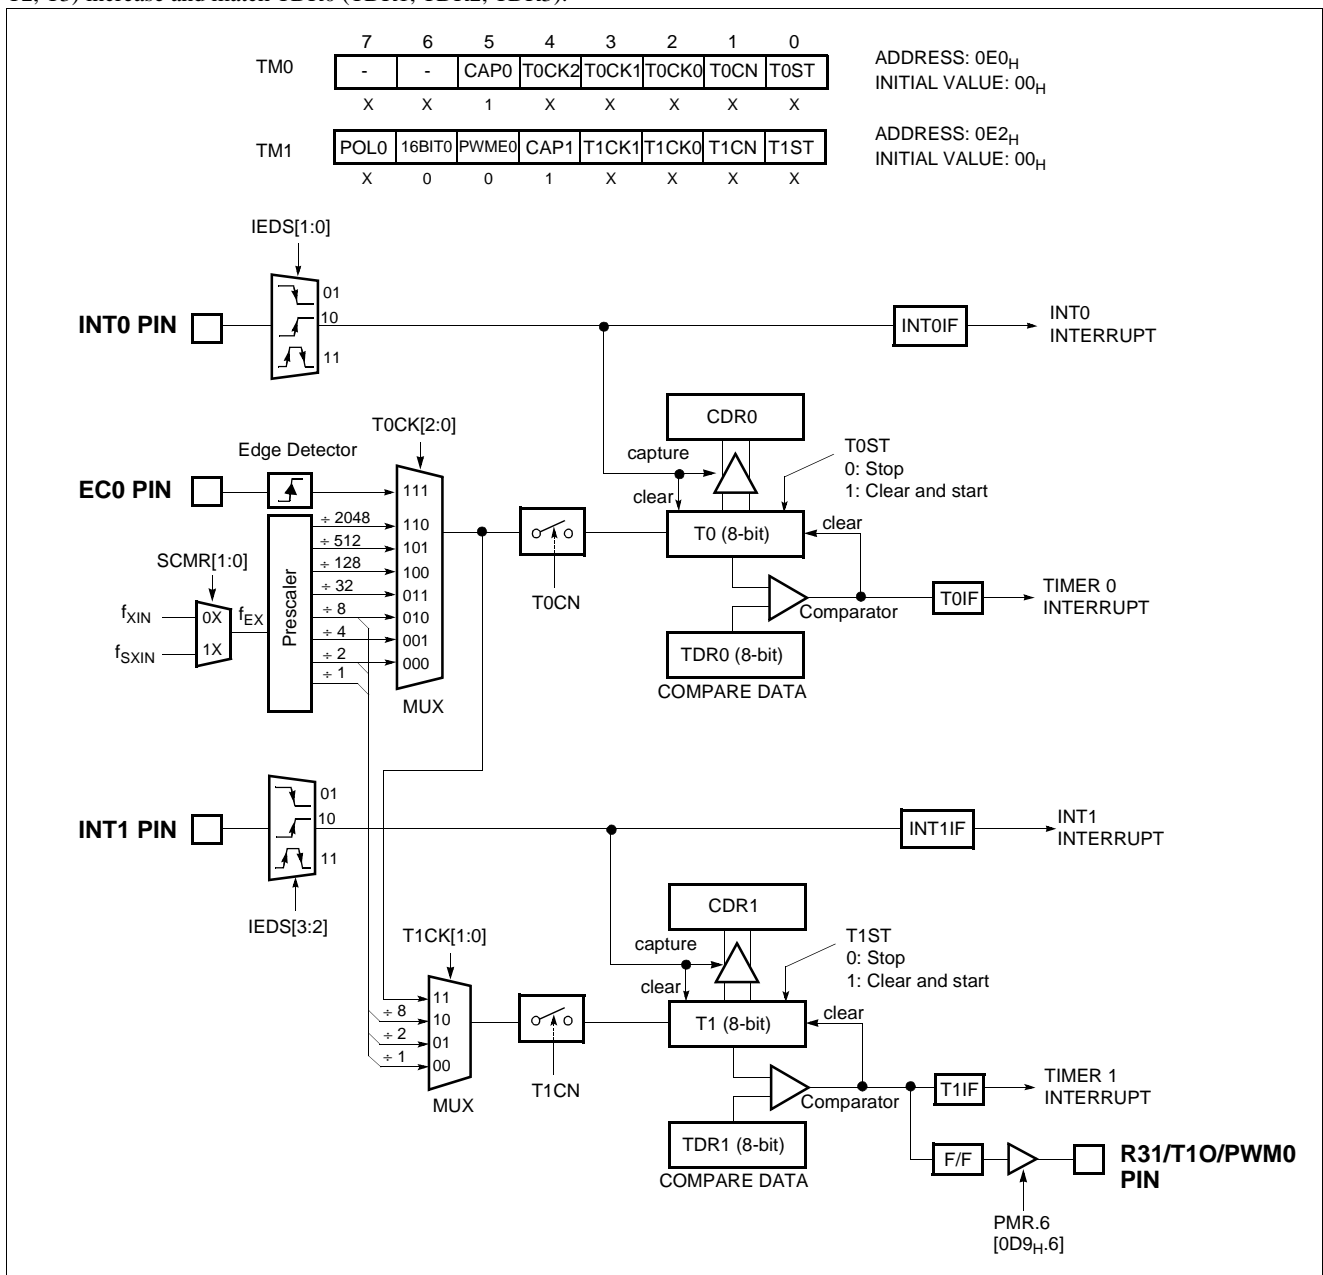 7 6 5 4 3 2 1 0
TM0 - - CAP0 T0CK2 T0CK1 T0CK0 T0CN T0ST ADDRESS: 0E0H
INITIAL VALUE: 00H
X X 1 X X X X X
TM1 POL0 16BIT0 PWME0 CAP1 T1CK1 T1CK0 T1CN T1ST ADDRESS: 0E2H
INITIAL VALUE: 00H
X 0 0 1 X X X X
IEDS[1:0]
01
10
11
INT0 PIN
INT0IF
INT0
INTERRUPT
CDR0
T0CK[2:0]
Edge Detector
capture
T0ST
0: Stop
1: Clear and start
EC0 PIN
111
clear
÷ 2048
110
T0 (8-bit)
clear
÷ 512
101
SCMR[1:0]
÷ 128
100
÷ 32
011
T0CN
fXIN
0X
fEX
Prescaler
÷ 8
010
Comparator
T0IF
TIMER 0
INTERRUPT
÷ 4
001
fSXIN
1X
÷ 2
000
TDR0 (8-bit)
÷ 1
COMPARE DATA
MUX
01
10
11
INT1 PIN
INT1IF
INT1
INTERRUPT
IEDS[3:2]
CDR1
T1CK[1:0]
capture
T1ST
0: Stop
1: Clear and start
clear
11
÷ 8
10
T1 (8-bit)
clear
÷ 2
01
÷ 1
00
T1CN
MUX
Comparator
T1IF
TIMER 1
INTERRUPT
TDR1 (8-bit)
COMPARE DATA
F/F
R31/T1O/PWM0
PIN
PMR.6
[0D9H.6]